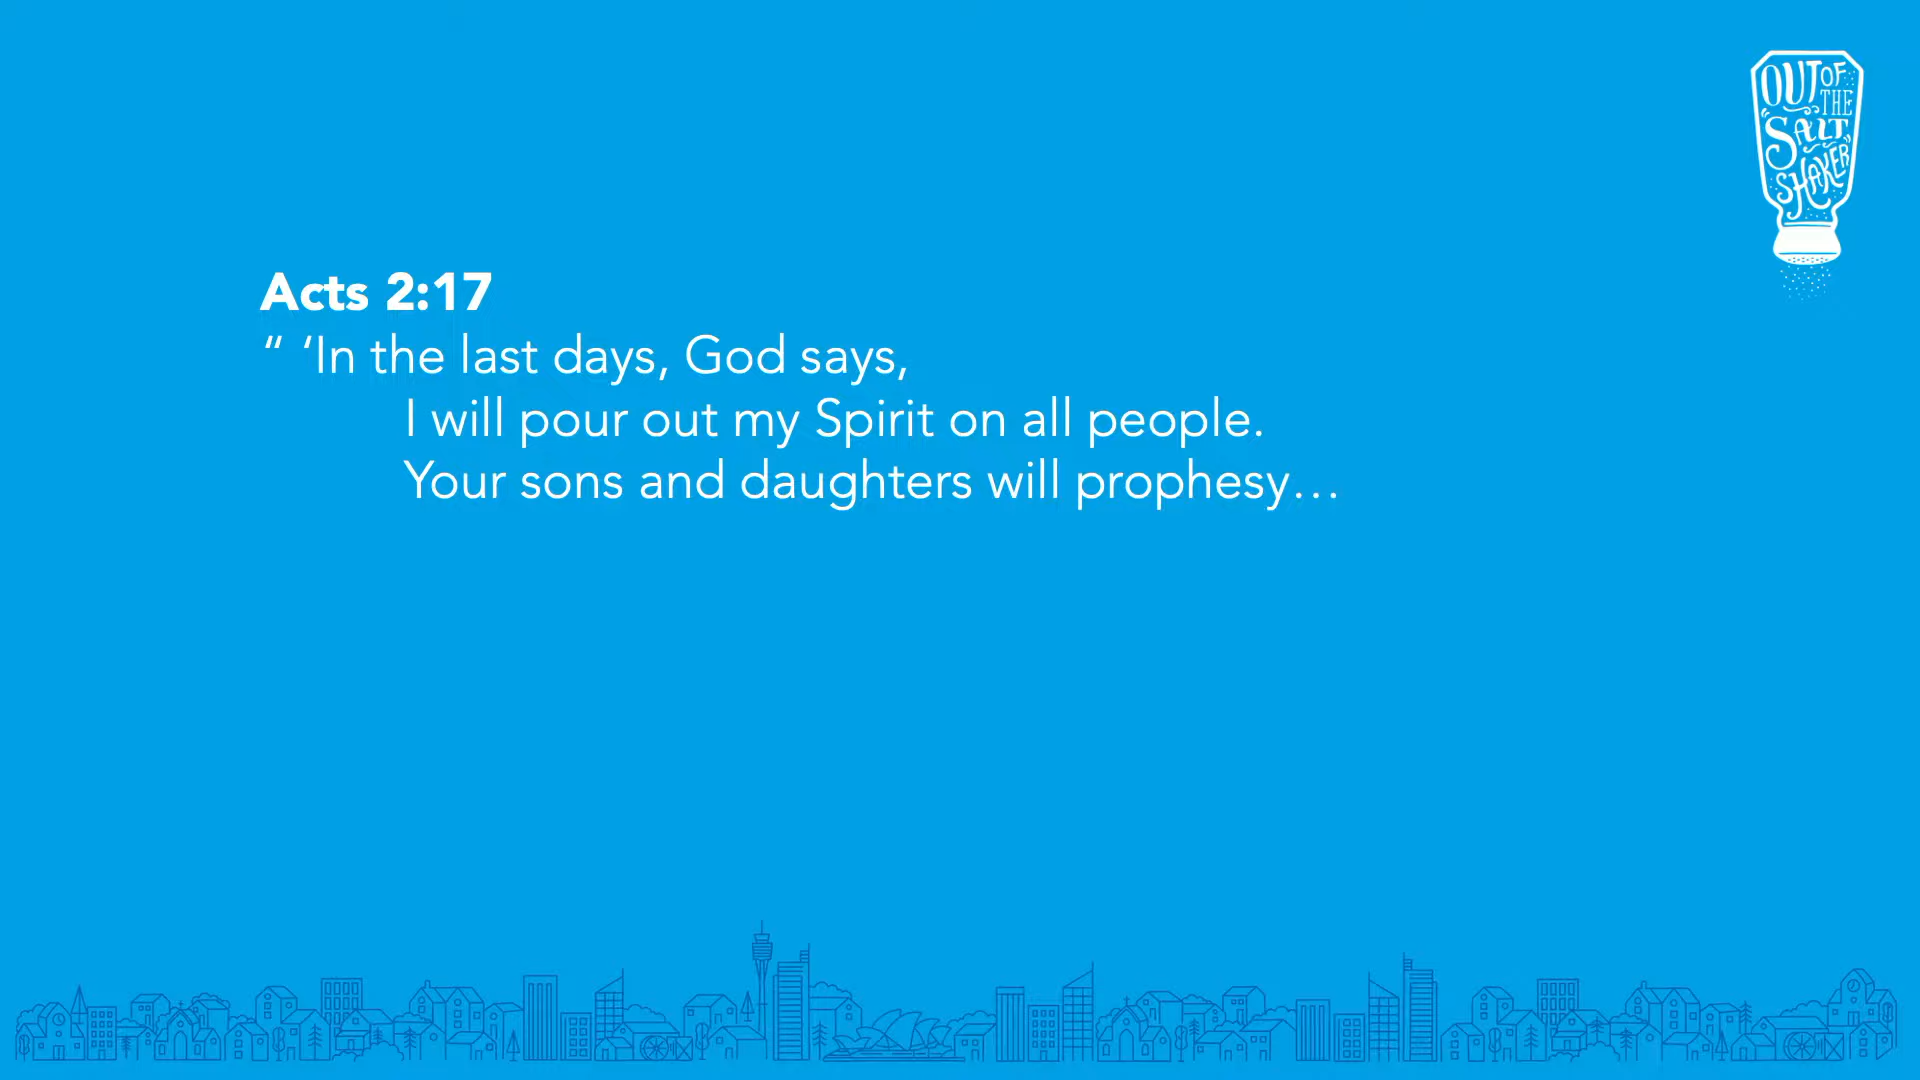 OUT OF
THE
SALT
SHAKER
Acts 2:17
“ ‘In the last days, God says,
I will pour out my Spirit on all people.
Your sons and daughters will prophesy…